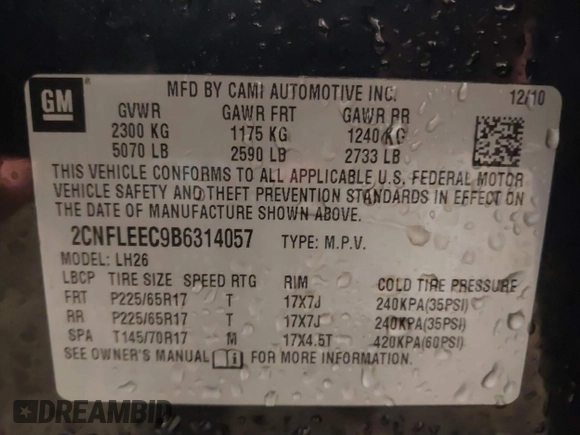 GM
MFD BY CAMI AUTOMOTIVE INC. 12/10
GVWR GAWR FRT GAWR RR
2300 KG 1175 KG 1240 KG
5070 LB 2590 LB 2733 LB
THIS VEHICLE CONFORMS TO ALL APPLICABLE U.S. FEDERAL MOTOR
VEHICLE SAFETY AND THEFT PREVENTION STANDARDS IN EFFECT ON
THE DATE OF MANUFACTURE SHOWN ABOVE.
2CNFLEEC9B6314057 TYPE: M.P.V.
MODEL: LH26
LBCP TIRE SIZE SPEED RTG RIM COLD TIRE PRESSURE
FRT P225/65R17 T 17X7J 240KPA(35PSI)
RR P225/65R17 T 17X7J 240KPA(35PSI)
SPA T145/70R17 M 17X4.5T 420KPA(60PSI)
SEE OWNER'S MANUAL FOR MORE INFORMATION.
DREAMBID